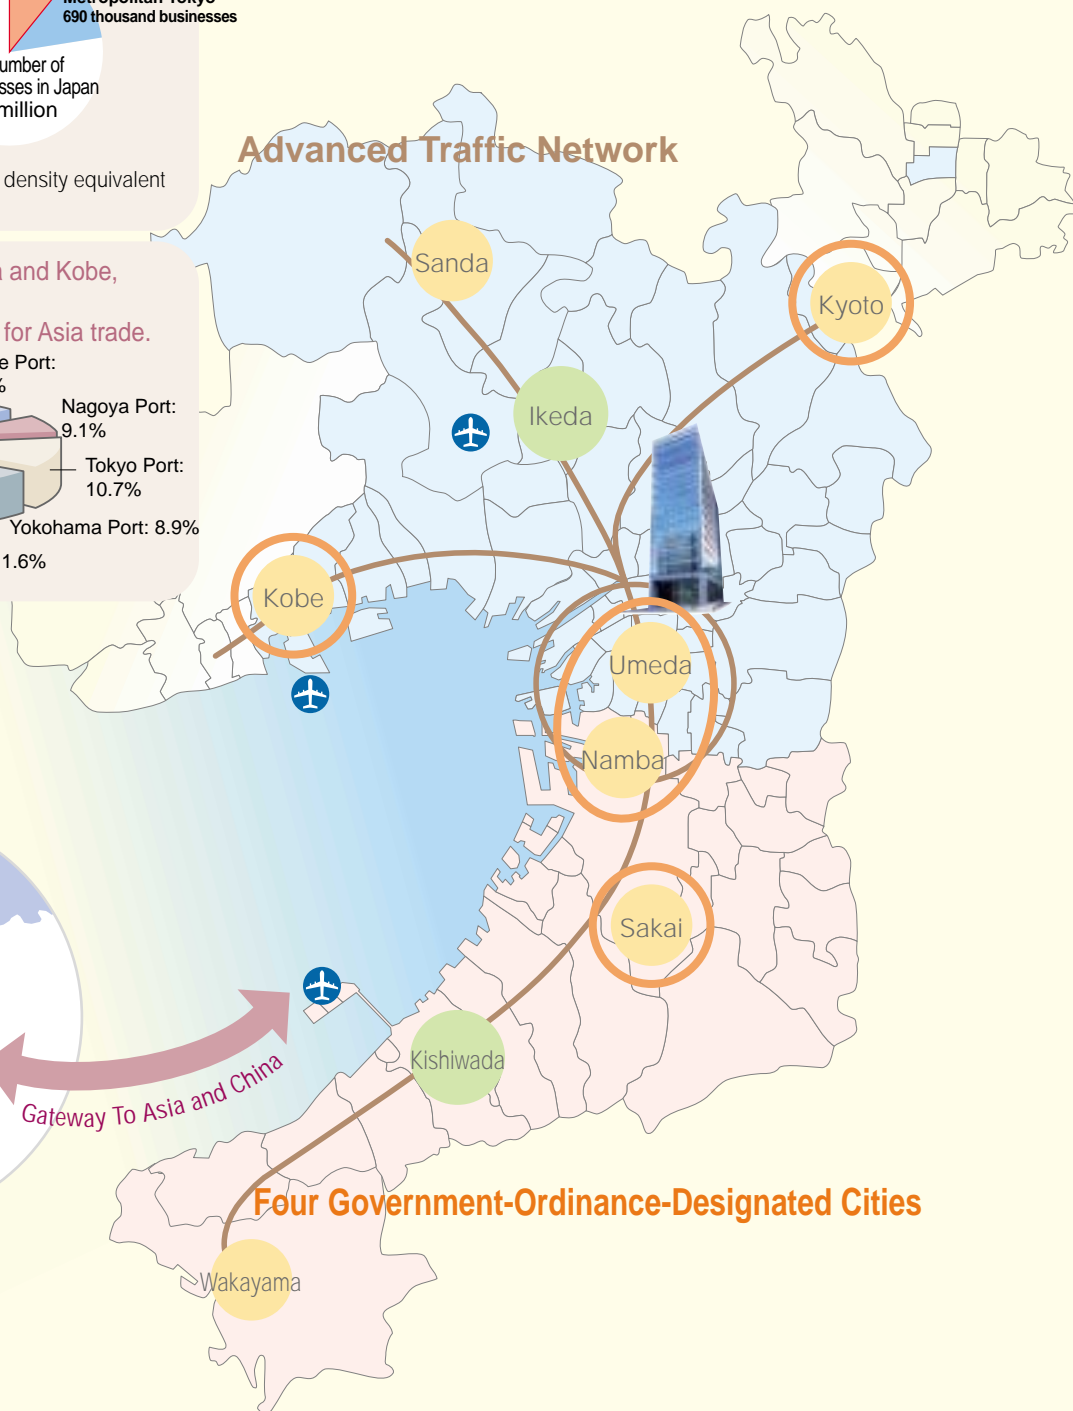 Metropolitan Tokyo
690 thousand businesses
umber of
sses in Japan
million
density equivalent
Advanced Traffic Network
a and Kobe,
for Asia trade.
e Port:
%
Nagoya Port:
9.1%
Tokyo Port:
10.7%
Yokohama Port: 8.9%
1.6%
Sanda
Kyoto
Ikeda
Kobe
Umeda
Namba
Sakai
Kishiwada
Gateway To Asia and China
Four Government-Ordinance-Designated Cities
Wakayama